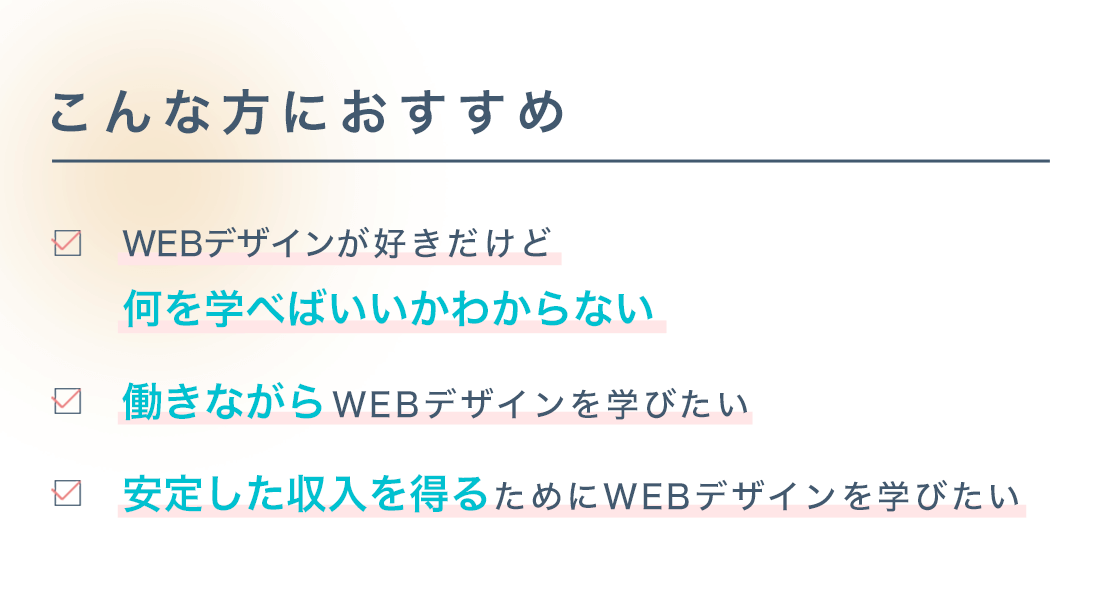 こんな方におすすめ
WEBデザインが好きだけど
何を学べばいいかわからない
働きながらWEBデザインを学びたい
安定した収入を得るためにWEBデザインを学びたい